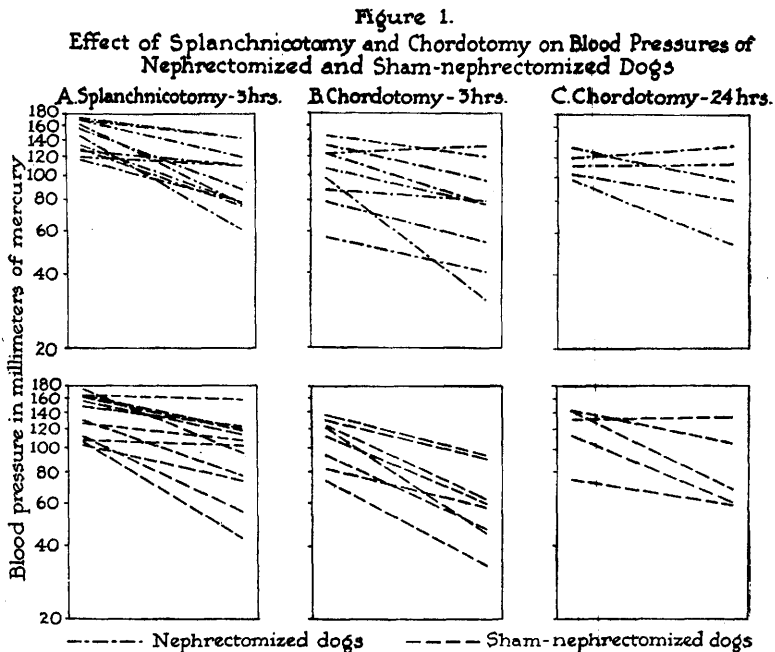 Figure 1.
Effect of Splanchnicotomy and Chordotomy on Blood Pressures of
Nephrectomized and Sham-nephrectomized Dogs
A. Splanchnicotomy-3hrs.
B. Chordotomy-3hrs.
C. Chordotomy-24hrs.
Blood pressure in millimeters of mercury
180
160
140
120
100
80
60
40
20
180
160
140
120
100
80
60
40
20
Nephrectomized dogs
Sham-nephrectomized dogs